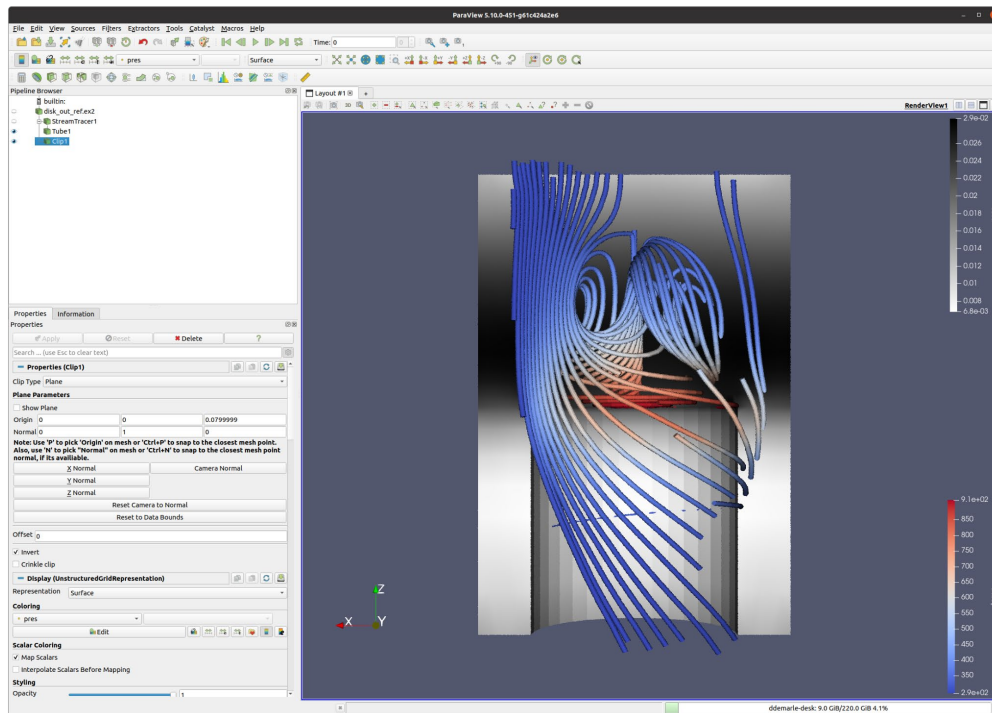 ParaView 5.10.0-451-g61c424a2e6
File Edit View Sources Filters Extractors Tools Catalyst Macros Help
Time: 0
pres Surface
Pipeline Browser
builtin:
disk_out_ref.ex2
StreamTracer1
Tube1
Clip1
Layout #1
RenderView1
3D
Properties Information
Properties
Apply Reset Delete ?
Search ... (use Esc to clear text)
Properties (Clip1)
Clip Type Plane
Plane Parameters
Show Plane
Origin 0 0 0.0799999
Normal 0 1 0
Note: Use 'P' to pick 'Origin' on mesh or 'Ctrl+P' to snap to the closest mesh point.
Also, use 'N' to pick "Normal" on mesh or 'Ctrl+N' to snap to the closest mesh point
normal, if its availiable.
X Normal Camera Normal
Y Normal
Z Normal
Reset Camera to Normal
Reset to Data Bounds
Offset 0
Invert
Crinkle clip
Display (UnstructuredGridRepresentation)
Representation Surface
Coloring
pres
Edit
Scalar Coloring
Map Scalars
Interpolate Scalars Before Mapping
Styling
Opacity 1
2.9e-02
0.026
0.024
0.022
0.02
0.018
0.016
0.014
0.012
0.01
0.008
6.8e-03
9.1e+02
850
800
750
700
650
600
550
500
450
400
350
2.9e+02
Z
X Y
ddemarle-desk: 9.0 GiB/220.0 GiB 4.1%